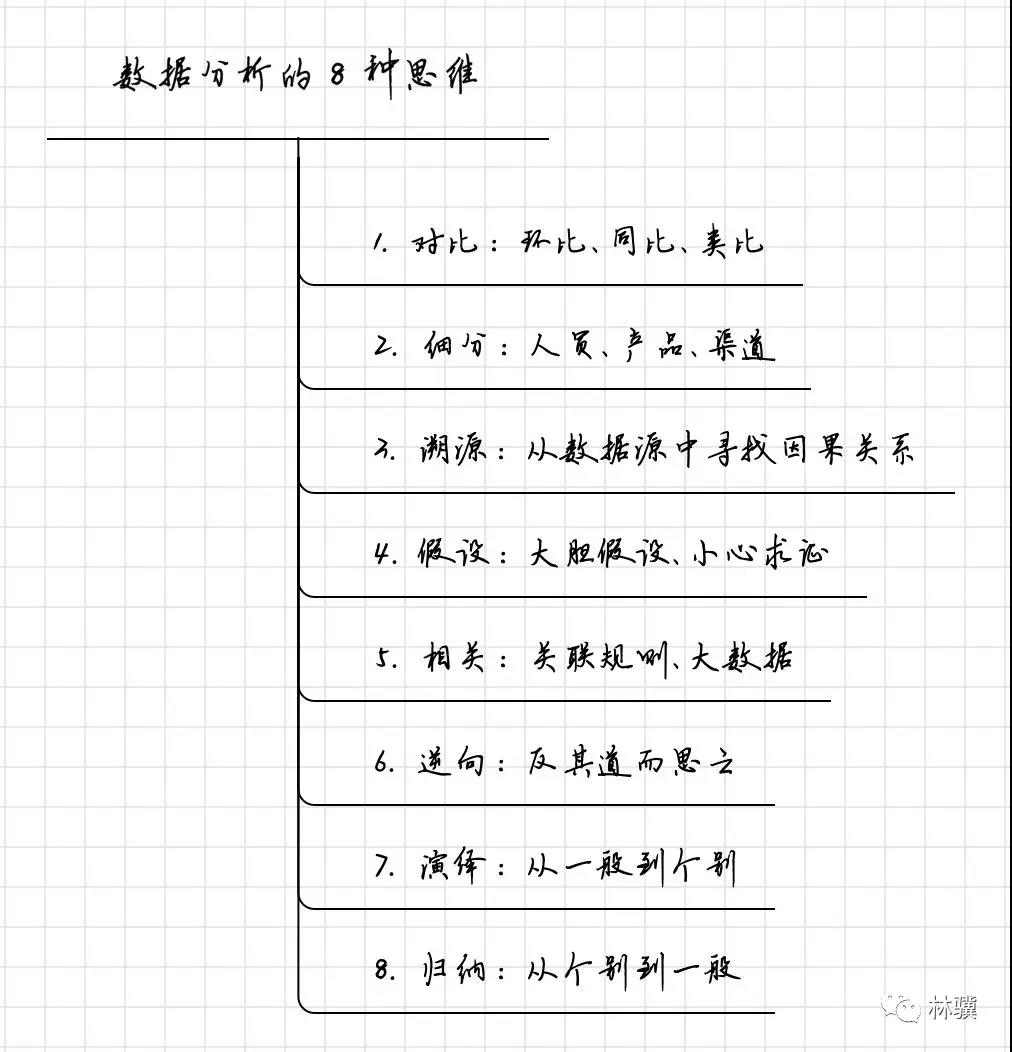 数据分析的8种思维
1. 对比：环比、同比、类比
2. 细分：人员、产品、渠道
3. 溯源：从数据源中寻找因果关系
4. 假设：大胆假设、小心求证
5. 相关：关联规则、大数据
6. 逆向：反其道而思之
7. 演绎：从一般到个别
8. 归纳：从个别到一般
林骥